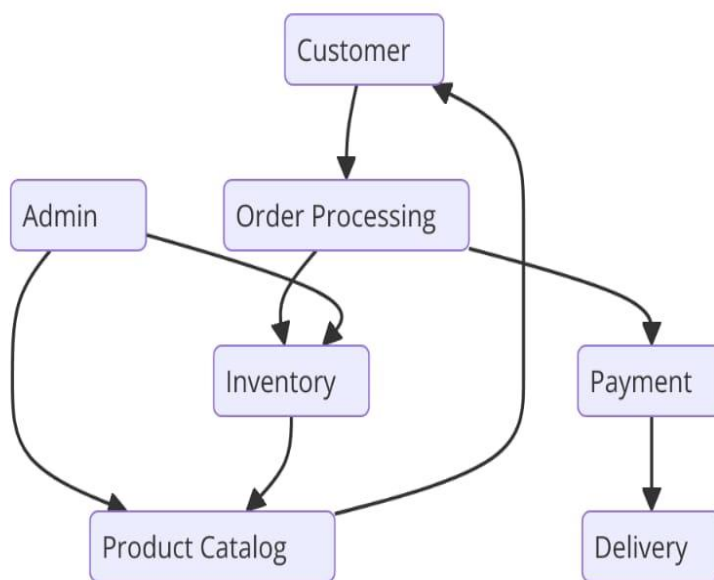 Customer
Admin
Order Processing
Inventory
Payment
Product Catalog
Delivery